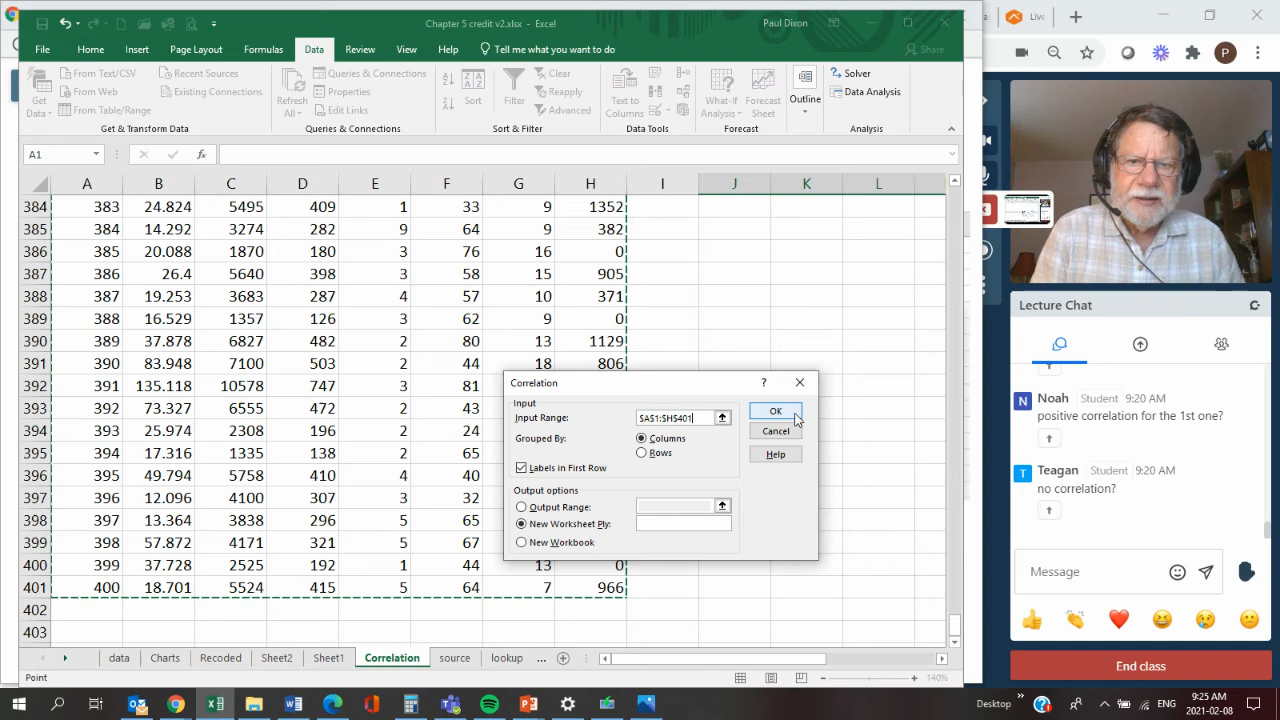 Chapter 5 credit v2.xlsx - Excel
Paul Dixon
File Home Insert Page Layout Formulas Data Review View Help Tell me what you want to do
Share
Live
P
Get Data
From Text/CSV
From Web
From Table/Range
Recent Sources
Existing Connections
Get & Transform Data
Refresh All
Queries & Connections
Properties
Edit Links
Queries & Connections
Sort
Filter
Clear
Reapply
Advanced
Sort & Filter
Text to Columns
Data Tools
What-If Analysis
Forecast Sheet
Forecast
Outline
Solver
Data Analysis
Analysis
A1
fx
A B C D E F G H I J K L
384 383 24.824 5495 409 1 33 9 1352
385 384 14.292 3274 282 9 64 9 382
386 385 20.088 1870 180 3 76 16 0
387 386 26.4 5640 398 3 58 15 905
388 387 19.253 3683 287 4 57 10 371
389 388 16.529 1357 126 3 62 9 0
390 389 37.878 6827 482 2 80 13 1129
391 390 83.948 7100 503 2 44 18 806
392 391 135.118 10578 747 3 81
393 392 73.327 6555 472 2 43
394 393 25.974 2308 196 2 24
395 394 17.316 1335 138 2 65
396 395 49.794 5758 410 4 40
397 396 12.096 4100 307 3 32
398 397 13.364 3838 296 5 65
399 398 57.872 4171 321 5 67
400 399 37.728 2525 192 1 44 13 0
401 400 18.701 5524 415 5 64 7 966
402
403
Correlation
?
Input
Input Range: $A$1:$H$401
Grouped By: Columns
Rows
Labels in First Row
Output options
Output Range:
New Worksheet Ply:
New Workbook
OK
Cancel
Help
data Charts Recoded Sheet2 Sheet1 Correlation source lookup ...
Point
140%
Lecture Chat
N
Noah Student 9:20 AM
positive correlation for the 1st one?
T
Teagan Student 9:20 AM
no correlation?
Message
End class
Desktop
ENG
9:25 AM
2021-02-08